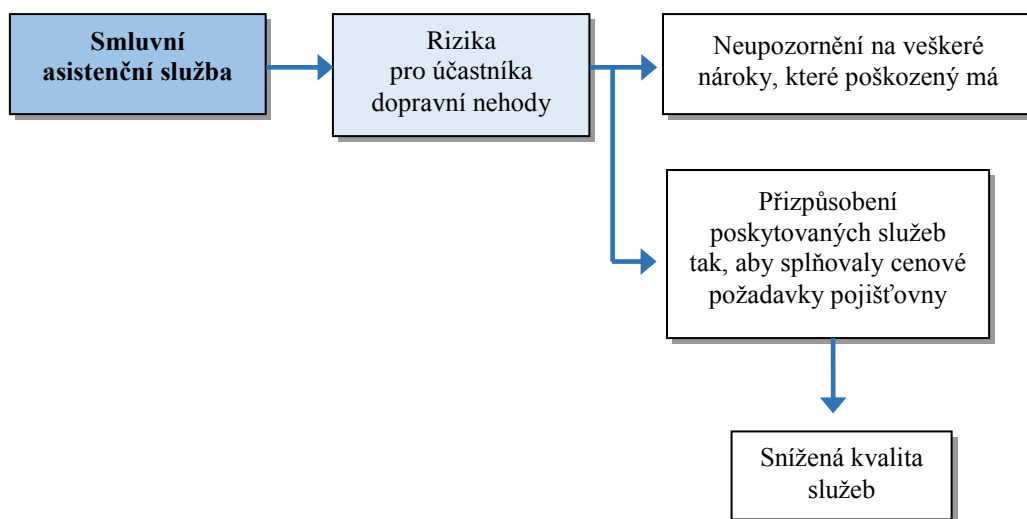 Smluvní
asistenční služba
Rizika
pro účastníka
dopravní nehody
Neupozornění na veškeré
nároky, které poškozený má
Přizpůsobení
poskytovaných služeb
tak, aby splňovaly cenové
požadavky pojišťovny
Snížená kvalita
služeb